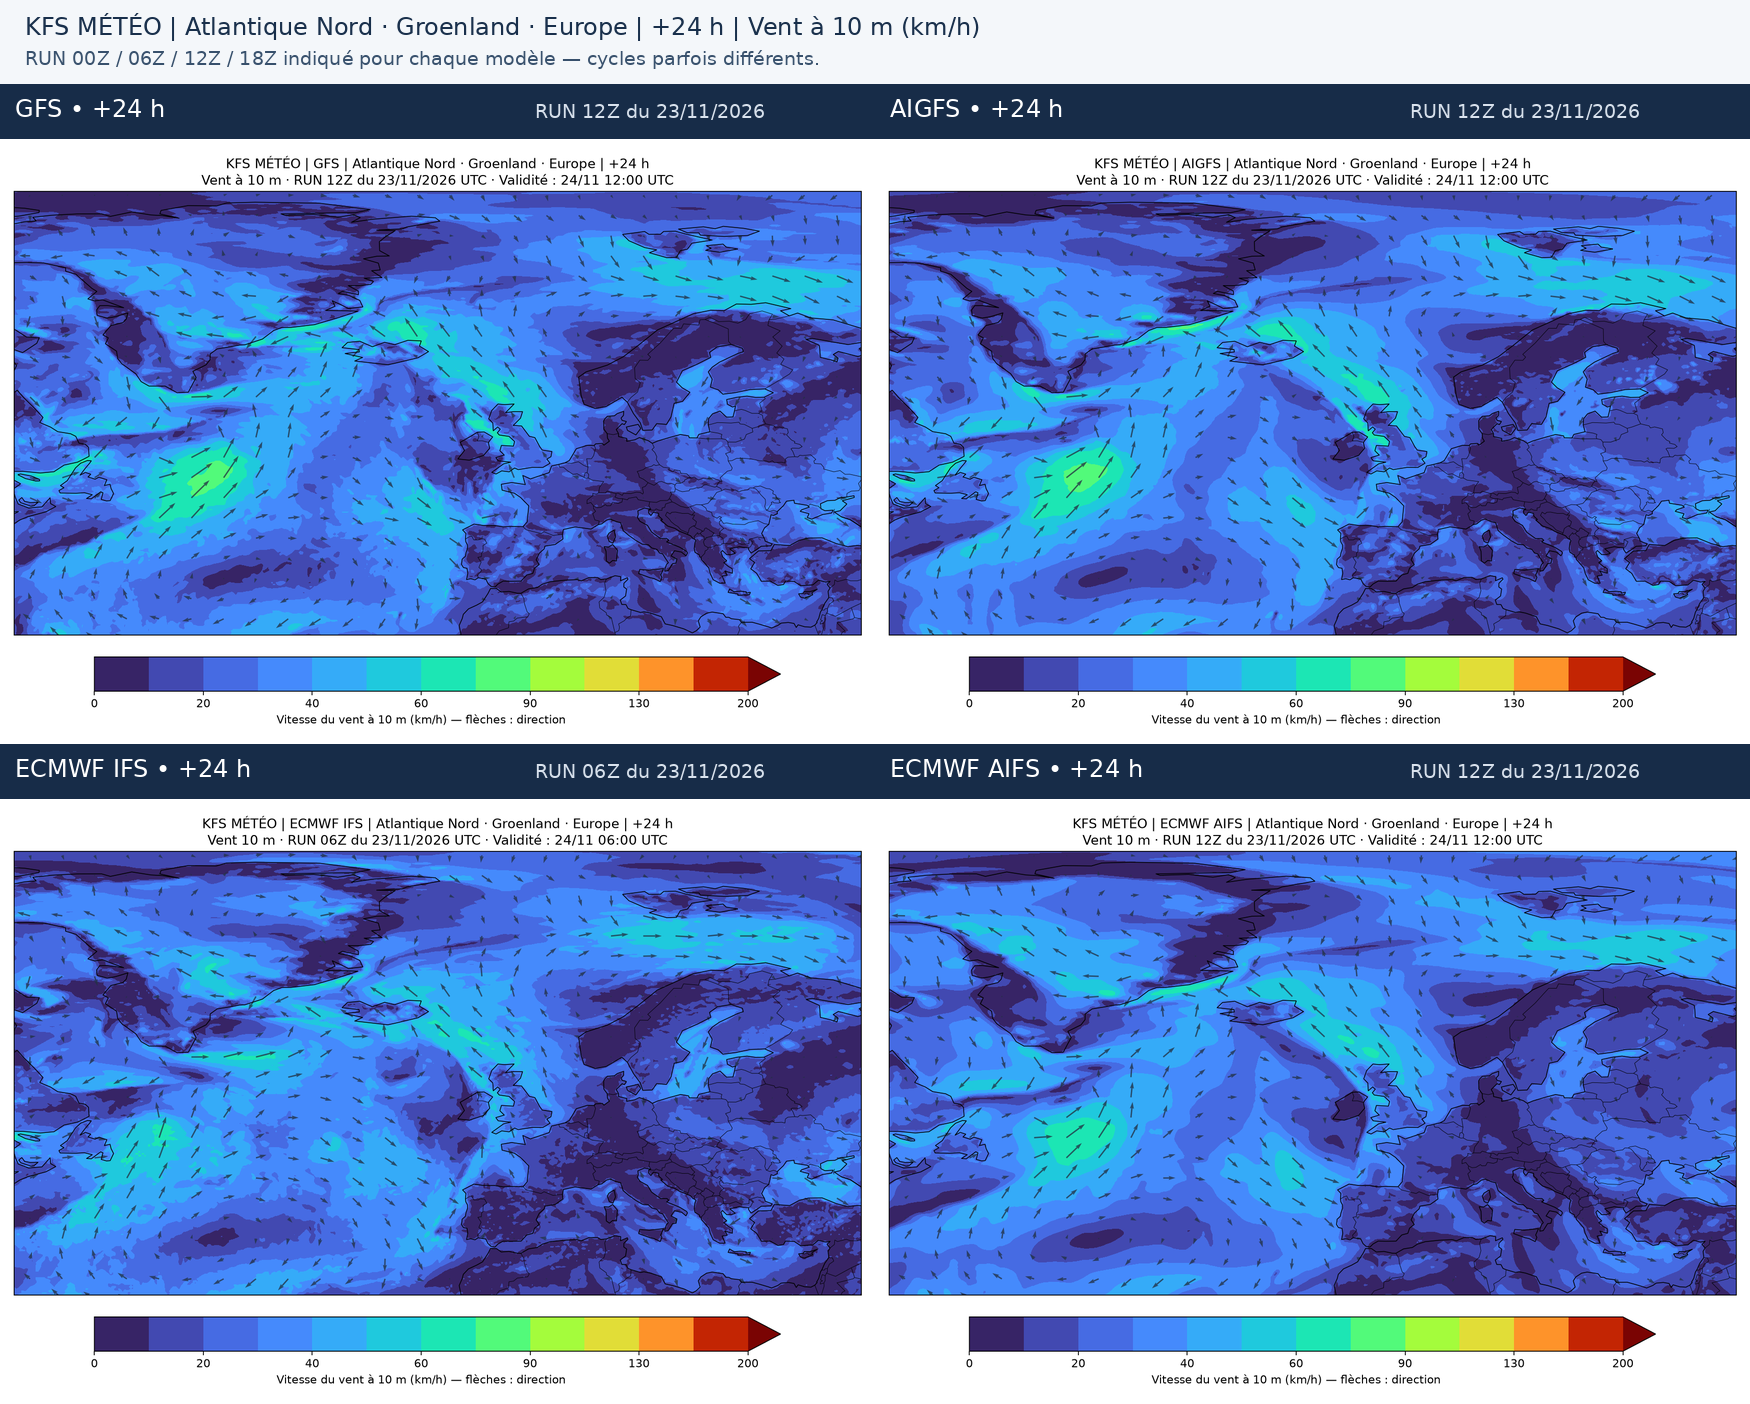 KFS MÉTÉO | Atlantique Nord · Groenland · Europe | +24 h | Vent à 10 m (km/h)
RUN 00Z / 06Z / 12Z / 18Z indiqué pour chaque modèle — cycles parfois différents.
GFS • +24 h
RUN 12Z du 23/11/2026
KFS MÉTÉO | GFS | Atlantique Nord · Groenland · Europe | +24 h
Vent à 10 m · RUN 12Z du 23/11/2026 UTC · Validité : 24/11 12:00 UTC
0 20 40 60 90 130 200
Vitesse du vent à 10 m (km/h) — flèches : direction
AIGFS • +24 h
RUN 12Z du 23/11/2026
KFS MÉTÉO | AIGFS | Atlantique Nord · Groenland · Europe | +24 h
Vent à 10 m · RUN 12Z du 23/11/2026 UTC · Validité : 24/11 12:00 UTC
0 20 40 60 90 130 200
Vitesse du vent à 10 m (km/h) — flèches : direction
ECMWF IFS • +24 h
RUN 06Z du 23/11/2026
KFS MÉTÉO | ECMWF IFS | Atlantique Nord · Groenland · Europe | +24 h
Vent 10 m · RUN 06Z du 23/11/2026 UTC · Validité : 24/11 06:00 UTC
0 20 40 60 90 130 200
Vitesse du vent à 10 m (km/h) — flèches : direction
ECMWF AIFS • +24 h
RUN 12Z du 23/11/2026
KFS MÉTÉO | ECMWF AIFS | Atlantique Nord · Groenland · Europe | +24 h
Vent 10 m · RUN 12Z du 23/11/2026 UTC · Validité : 24/11 12:00 UTC
0 20 40 60 90 130 200
Vitesse du vent à 10 m (km/h) — flèches : direction